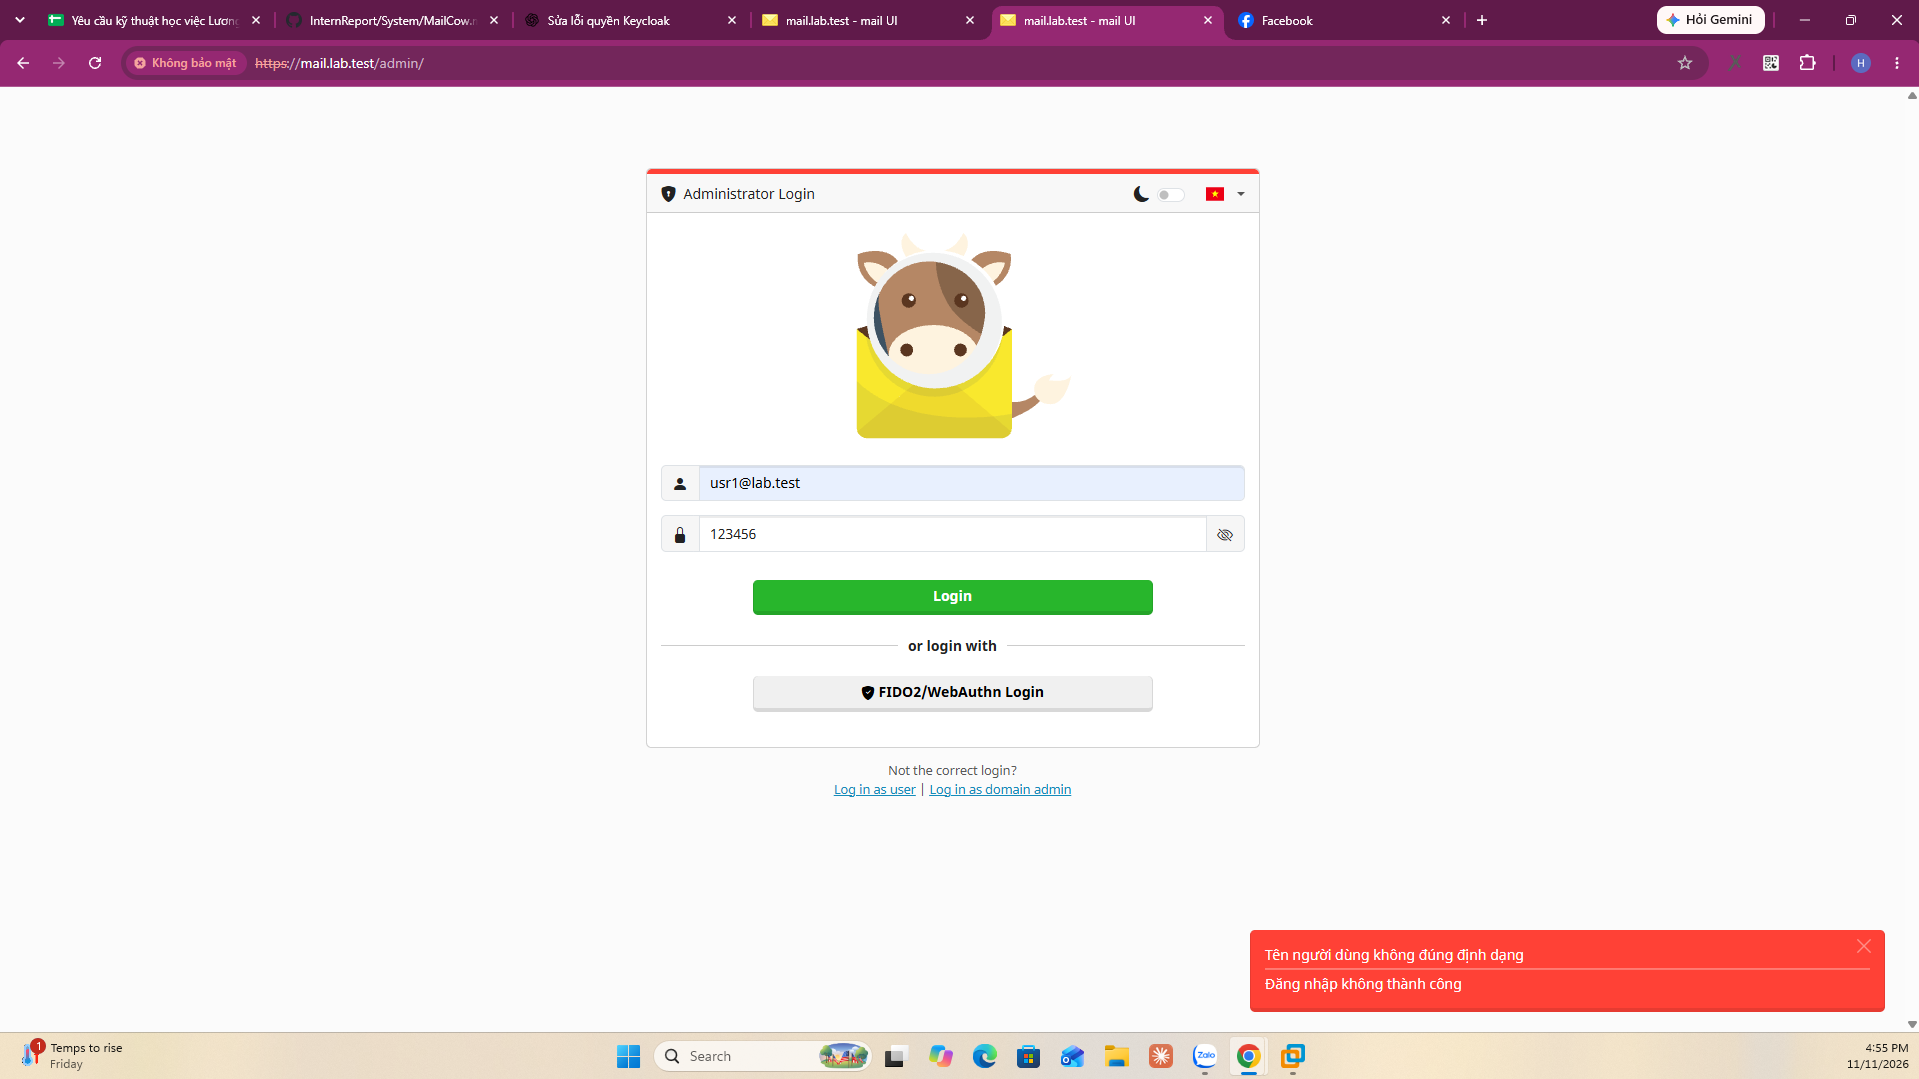 Yêu cầu kỹ thuật học việc Lương
InternReport/System/MailCow.m
Sửa lỗi quyền Keycloak
mail.lab.test - mail UI
mail.lab.test - mail UI
Facebook
Hỏi Gemini
Không bảo mật
https://mail.lab.test/admin/
H
Administrator Login
usr1@lab.test
123456
Login
or login with
FIDO2/WebAuthn Login
Not the correct login?
Log in as user | Log in as domain admin
Tên người dùng không đúng định dạng
Đăng nhập không thành công
1
Temps to rise
Friday
Search
Zalo
4:55 PM
11/11/2026